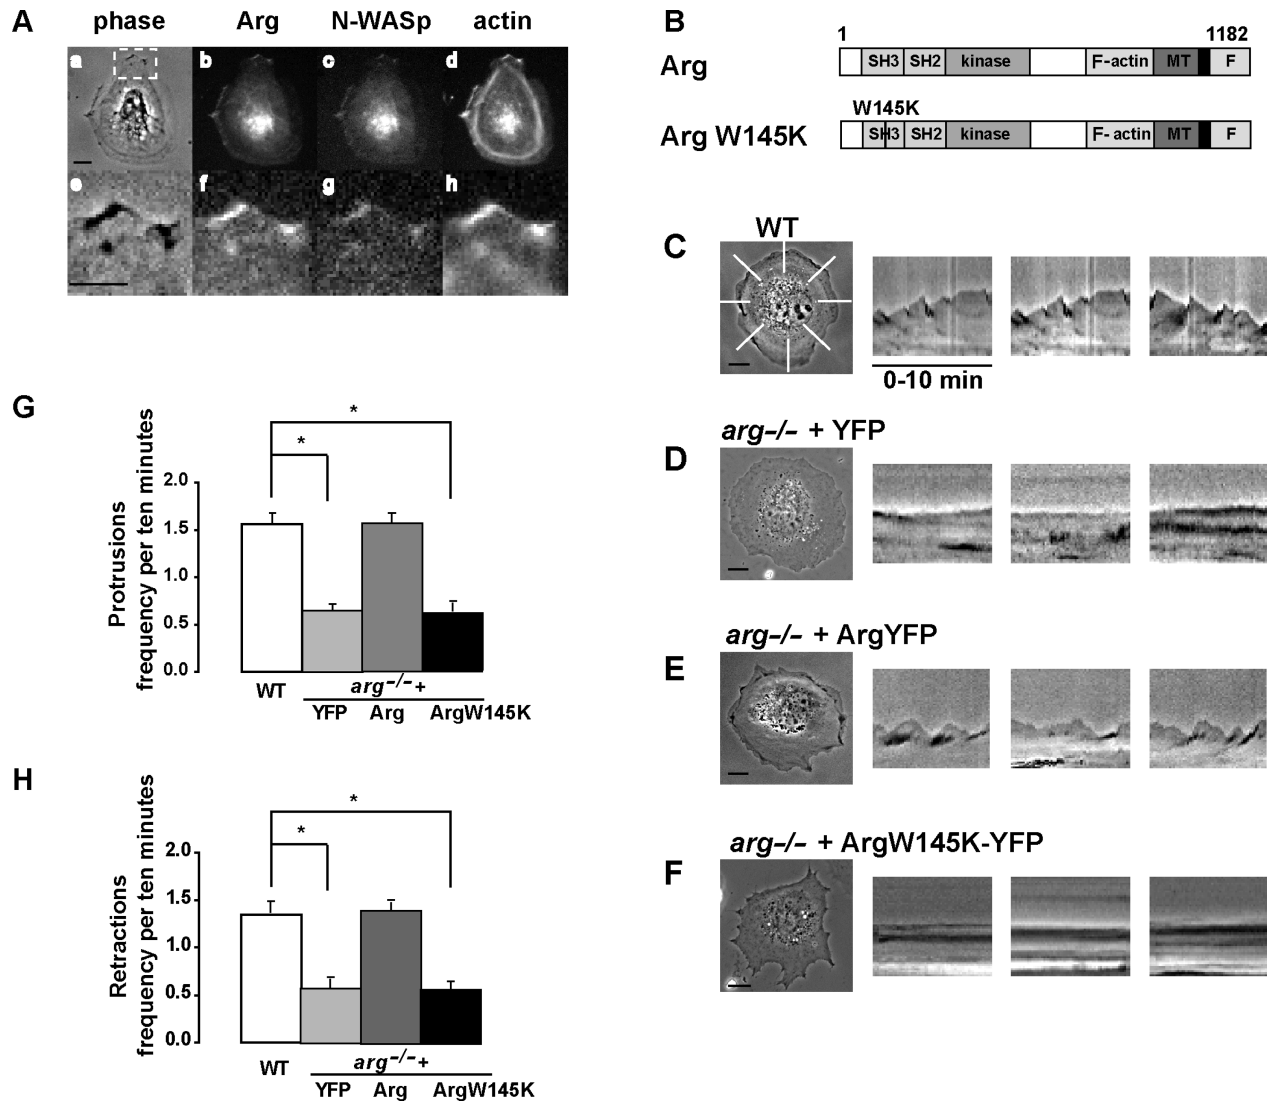 A
phase Arg N-WASp actin
a b c d
e f g h
B
1 1182
Arg SH3 SH2 kinase F-actin MT F
W145K
Arg W145K SH3 SH2 kinase F- actin MT F
C
WT
0-10 min
D
arg-/- + YFP
E
arg-/- + ArgYFP
F
arg-/- + ArgW145K-YFP
G
Protrusions
frequency per ten minutes
2.0
1.5
1.0
0.5
0.0
*
*
WT
arg-/-+
YFP Arg ArgW145K
H
Retractions
frequency per ten minutes
2.0
1.5
1.0
0.5
0.0
*
*
WT
arg-/-+
YFP Arg ArgW145K